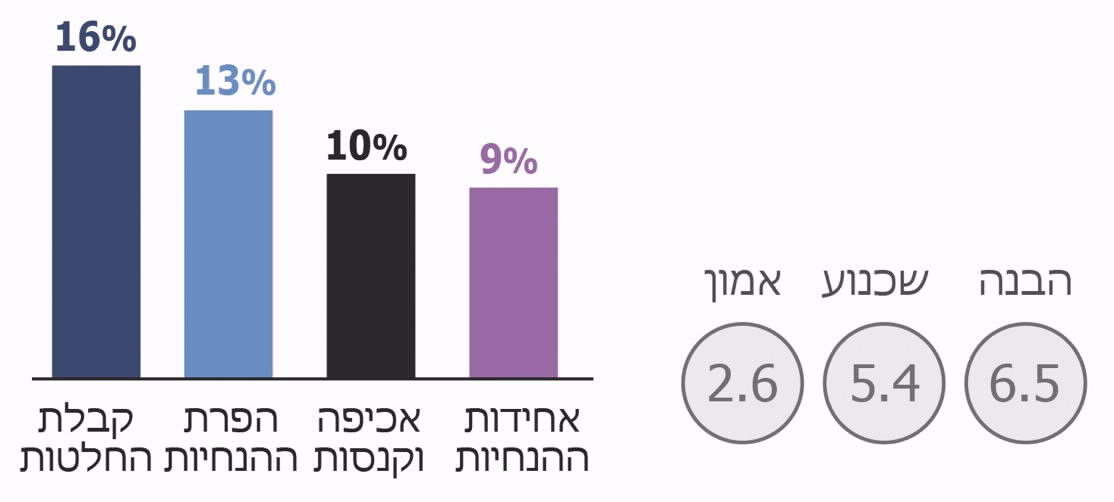 16%
13%
10%
9%
קבלת
החלטות
הפרת
ההנחיות
אכיפה
וקנסות
אחידות
ההנחיות
הבנה
6.5
שכנוע
5.4
אמון
2.6